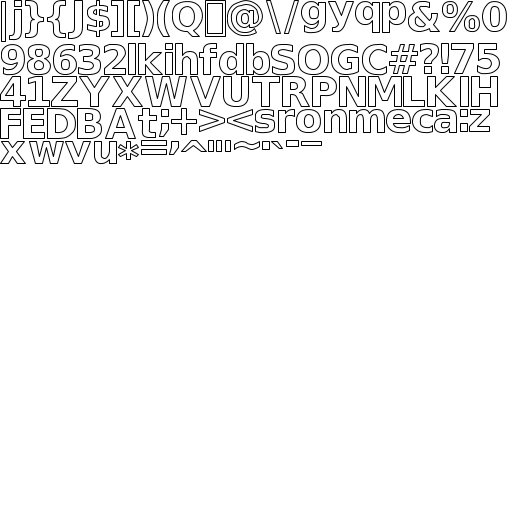 |j}{J$][)(Q□@\/gyqp&%0
98632lkihfdbSOGC#?!75
41ZYXWVUTRPNMLKIH
FEDBAt;+><sronmeca:z
xwvu*=,^"'~.`-_